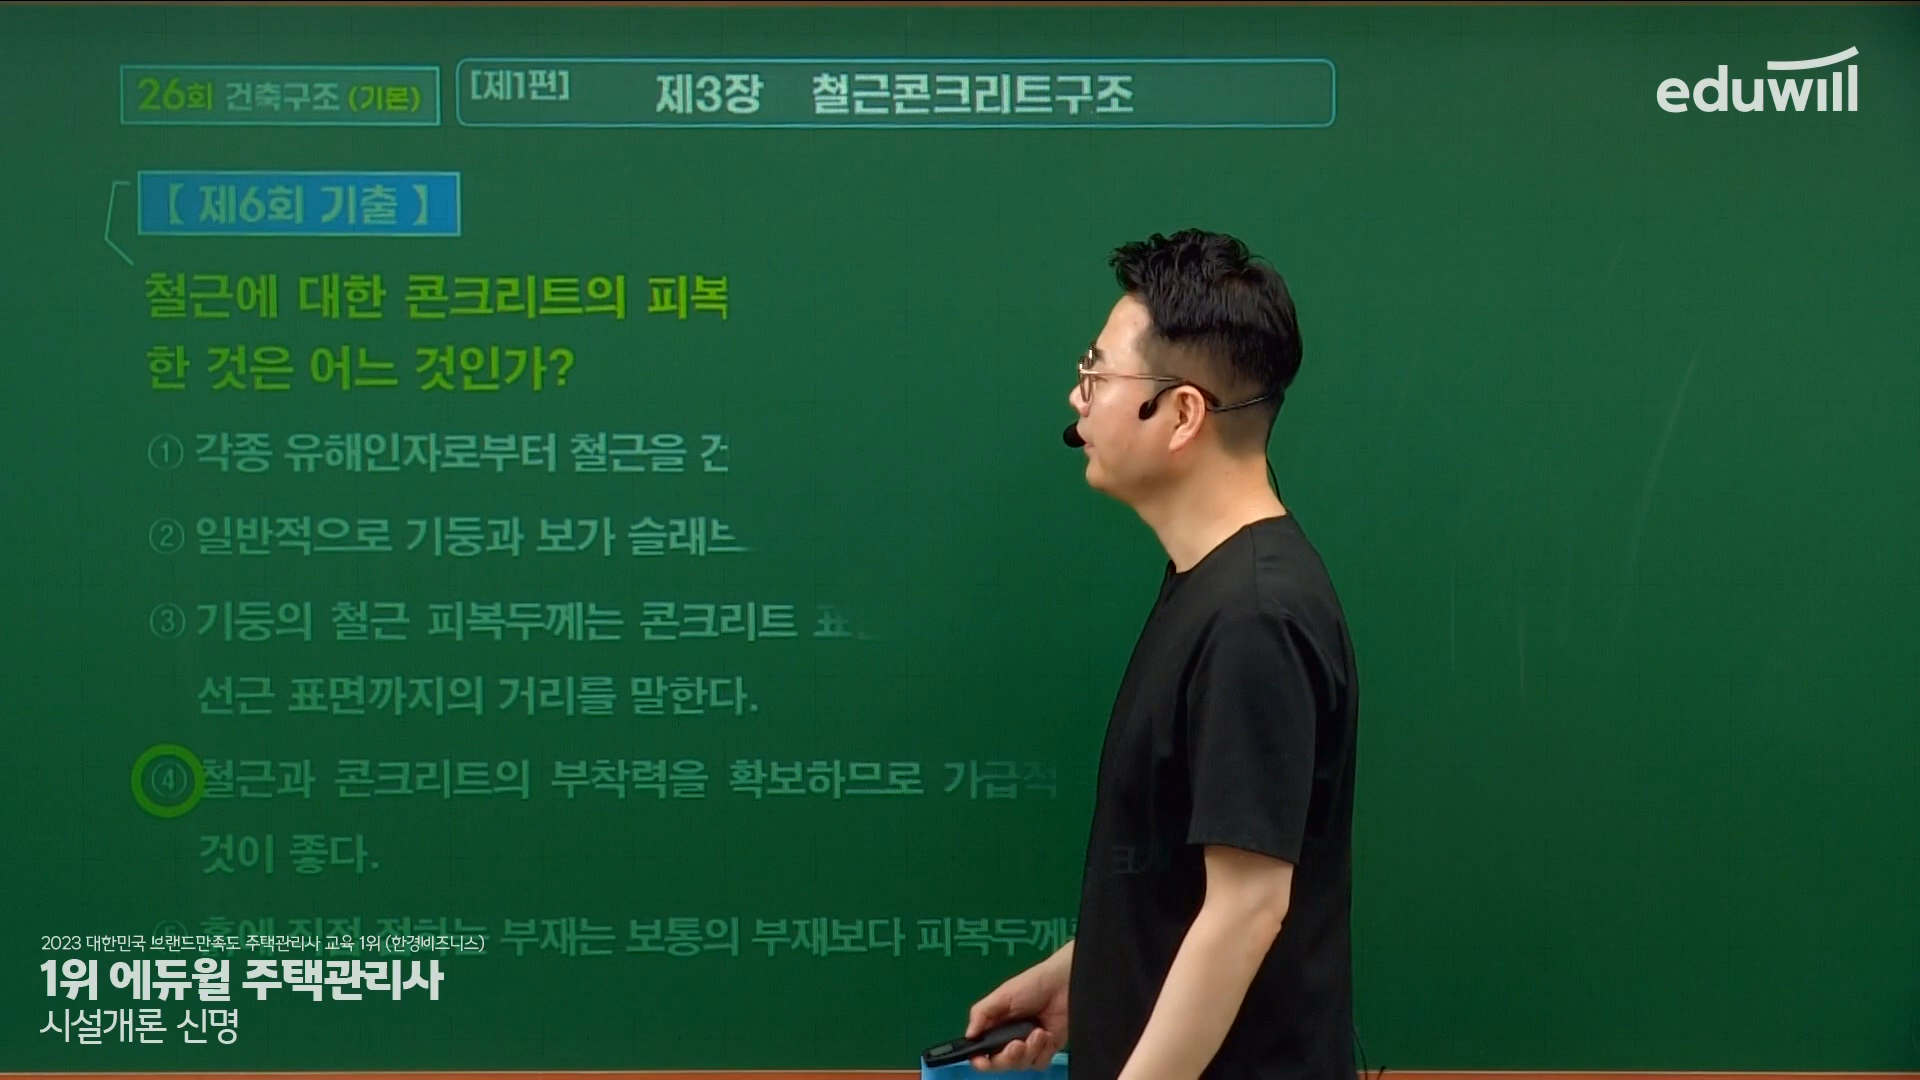 26회 건축구조 (기본)
[제1편] 제3장 철근콘크리트구조
eduwill
【 제6회 기출 】
철근에 대한 콘크리트의 피복
한 것은 어느 것인가?
① 각종 유해인자로부터 철근을
② 일반적으로 기둥과 보가 슬래브
③ 기둥의 철근 피복두께는 콘크리트
선근 표면까지의 거리를 말한다.
④ 철근과 콘크리트의 부착력을 확보하므로 가급적
것이 좋다.
흙에 직접 접하는 부재는 보통의 부재보다 피복두께
2023 대한민국 브랜드만족도 주택관리사 교육 1위 (한경비즈니스)
1위 에듀윌 주택관리사
시설개론 신명